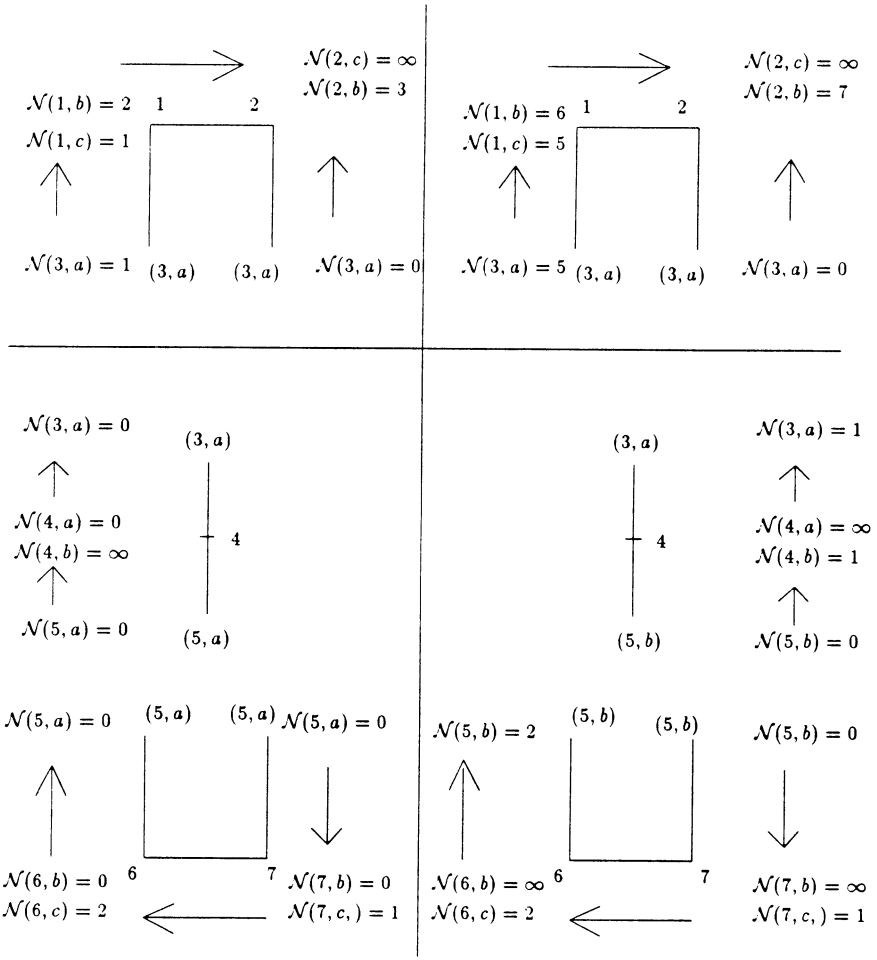 𝒩(2, c) = ∞
𝒩(2, b) = 3
𝒩(1, b) = 2 1 2
𝒩(1, c) = 1
𝒩(3, a) = 1 (3, a) (3, a) 𝒩(3, a) = 0
𝒩(2, c) = ∞
𝒩(2, b) = 7
𝒩(1, b) = 6 1 2
𝒩(1, c) = 5
𝒩(3, a) = 5 (3, a) (3, a) 𝒩(3, a) = 0
𝒩(3, a) = 0 (3, a)
𝒩(4, a) = 0
𝒩(4, b) = ∞ 4
𝒩(5, a) = 0 (5, a)
𝒩(5, a) = 0 (5, a) (5, a) 𝒩(5, a) = 0
𝒩(6, b) = 0 6 7 𝒩(7, b) = 0
𝒩(6, c) = 2 𝒩(7, c, ) = 1
(3, a) 𝒩(3, a) = 1
𝒩(4, a) = ∞
4 𝒩(4, b) = 1
(5, b) 𝒩(5, b) = 0
𝒩(5, b) = 2 (5, b) (5, b) 𝒩(5, b) = 0
𝒩(6, b) = ∞ 6 7 𝒩(7, b) = ∞
𝒩(6, c) = 2 𝒩(7, c, ) = 1